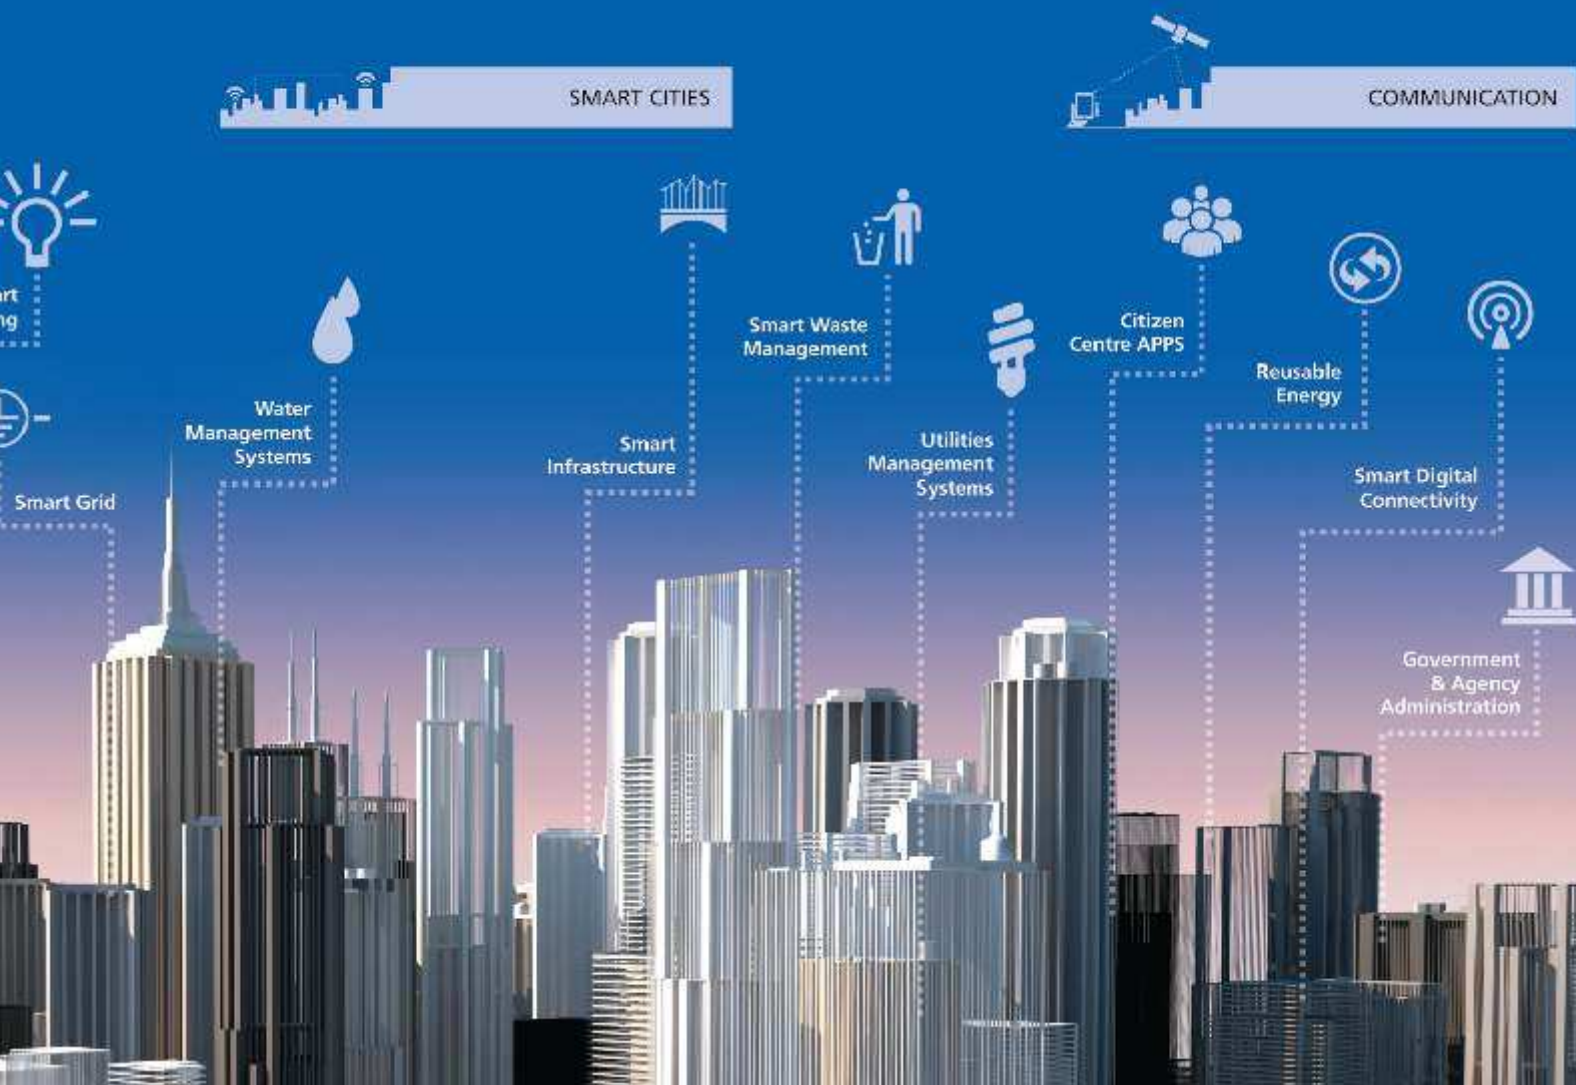 SMART CITIES
COMMUNICATION
Smart Waste
Management
Citizen
Centre APPS
Reusable
Energy
Water
Management
Systems
Smart
Infrastructure
Utilities
Management
Systems
Smart Digital
Connectivity
Smart Grid
Government
& Agency
Administration